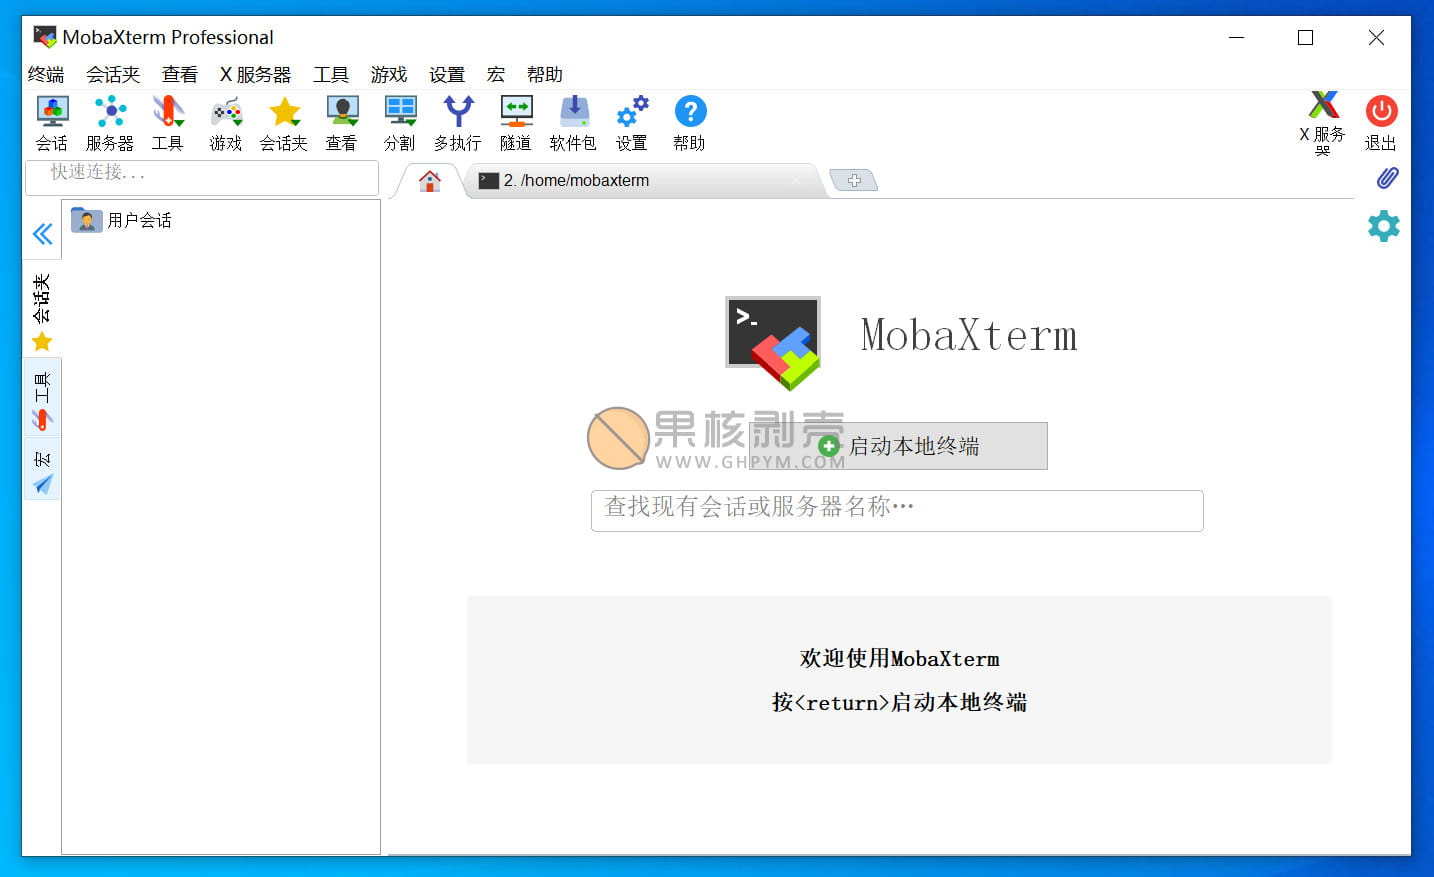 MobaXterm Professional
终端 会话夹 查看 X 服务器 工具 游戏 设置 宏 帮助
会话 服务器 工具 游戏 会话夹 查看 分割 多执行 隧道 软件包 设置 帮助 X 服务器 退出
快速连接...
2. /home/mobaxterm
用户会话
会话夹
工具
宏
>_
MobaXterm
果核剥壳
WWW.GHPYM.COM
启动本地终端
查找现有会话或服务器名称…
欢迎使用MobaXterm
按<return>启动本地终端